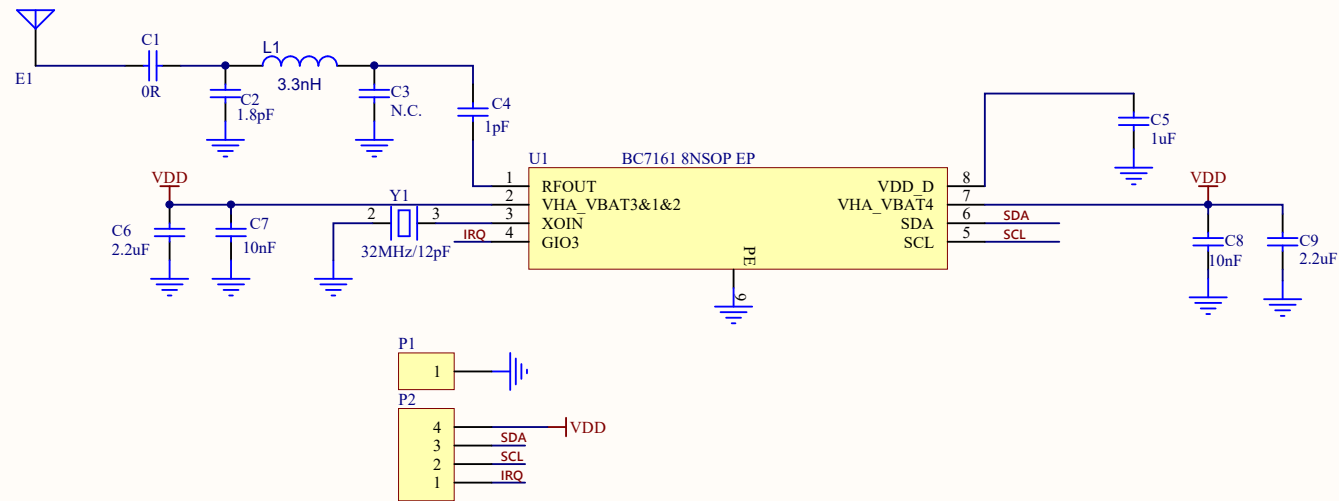 E1
C1
0R
C2
1.8pF
L1
3.3nH
C3
N.C.
C4
1pF
C5
1uF
VDD
C6
2.2uF
C7
10nF
Y1
2
3
32MHz/12pF
IRQ
U1
BC7161 8NSOP EP
1
RFOUT
2
VHA_VBAT3&1&2
3
XOIN
4
GIO3
VDD_D
8
VHA_VBAT4
7
SDA
6
SDA
SCL
5
SCL
PE
9
VDD
C8
10nF
C9
2.2uF
P1
1
P2
4
VDD
3
SDA
2
SCL
1
IRQ